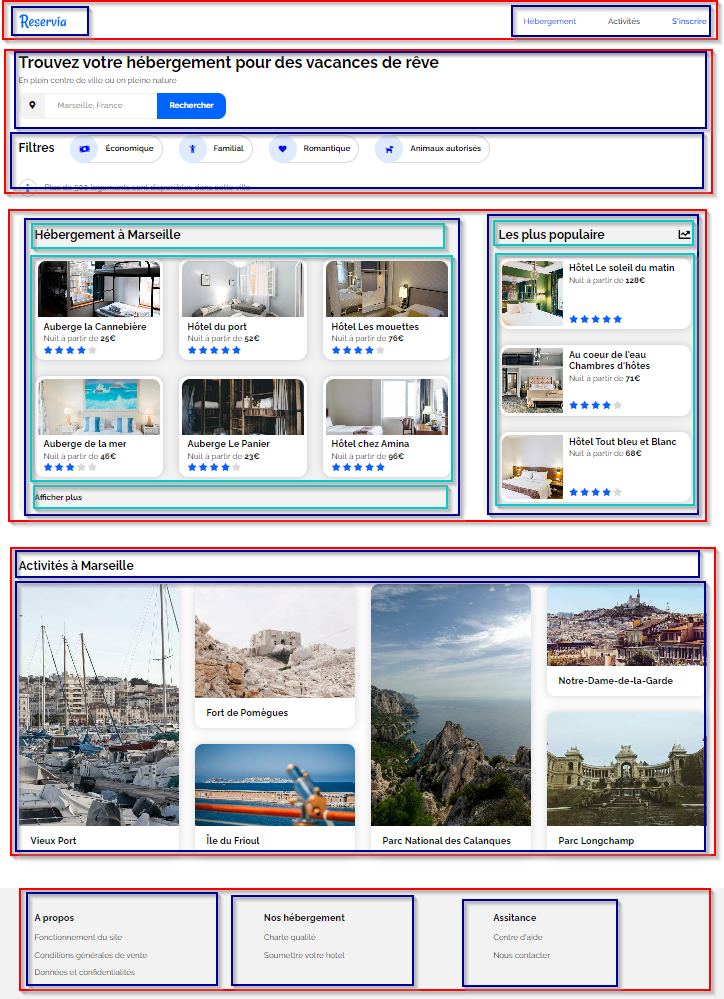 Reservia
Hébergement
Activités
S'inscrire
Trouvez votre hébergement pour des vacances de rêve
En plein centre de ville ou en pleine nature
Marseille, France
Rechercher
Filtres
Économique
Familial
Romantique
Animaux autorisés
Plus de 500 logements sont disponibles dans cette ville
Hébergement à Marseille
Auberge la Cannebière
Nuit à partir de 25€
Hôtel du port
Nuit à partir de 52€
Hôtel Les mouettes
Nuit à partir de 76€
Auberge de la mer
Nuit à partir de 46€
Auberge Le Panier
Nuit à partir de 23€
Hôtel chez Amina
Nuit à partir de 96€
Afficher plus
Les plus populaire
Hôtel Le soleil du matin
Nuit à partir de 128€
Au coeur de l'eau
Chambres d'hôtes
Nuit à partir de 71€
Hôtel Tout bleu et Blanc
Nuit à partir de 68€
Activités à Marseille
Vieux Port
Fort de Pomègues
Île du Frioul
Parc National des Calanques
Notre-Dame-de-la-Garde
Parc Longchamp
A propos
Fonctionnement du site
Conditions générales de vente
Données et confidentialités
Nos hébergement
Charte qualité
Soumettre votre hotel
Assitance
Centre d'aide
Nous contacter